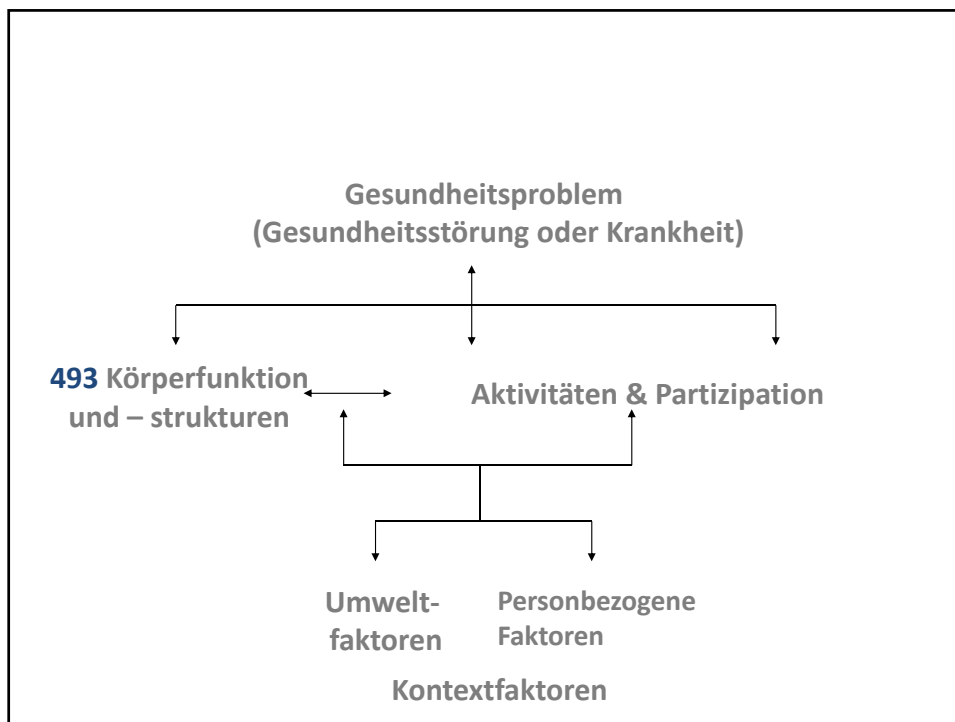 Gesundheitsproblem
(Gesundheitsstörung oder Krankheit)
493 Körperfunktion
und – strukturen
Aktivitäten & Partizipation
Umwelt-
faktoren
Personbezogene
Faktoren
Kontextfaktoren